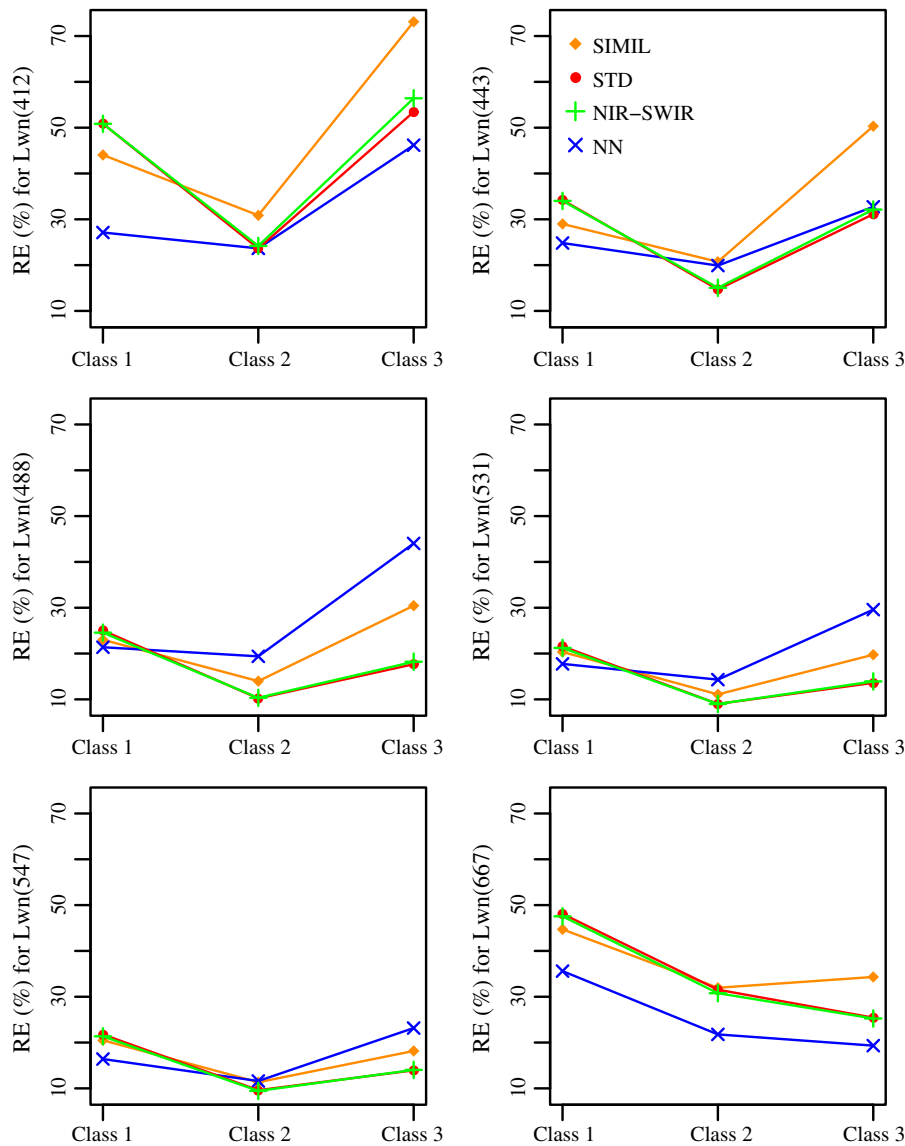 RE (%) for Lwn(412)
70
50
30
10
Class 1 Class 2 Class 3
RE (%) for Lwn(443)
70
50
30
10
SIMIL
STD
NIR−SWIR
NN
Class 1 Class 2 Class 3
RE (%) for Lwn(488)
70
50
30
10
Class 1 Class 2 Class 3
RE (%) for Lwn(531)
70
50
30
10
Class 1 Class 2 Class 3
RE (%) for Lwn(547)
70
50
30
10
Class 1 Class 2 Class 3
RE (%) for Lwn(667)
70
50
30
10
Class 1 Class 2 Class 3